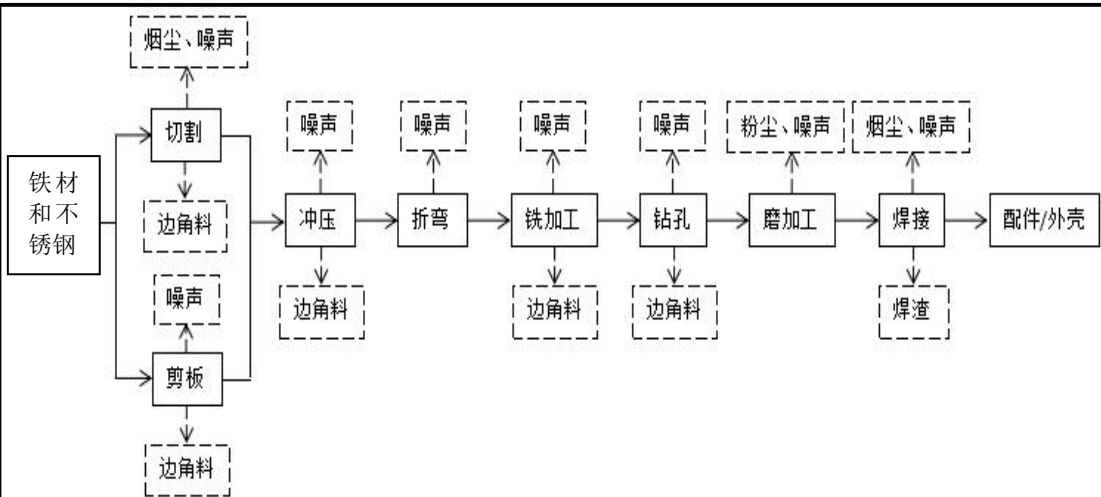 烟尘、噪声
切割
边角料
铁材
和不
锈钢
噪声
剪板
边角料
噪声
冲压
边角料
噪声
折弯
噪声
铣加工
边角料
噪声
钻孔
边角料
粉尘、噪声
磨加工
烟尘、噪声
焊接
焊渣
配件/外壳